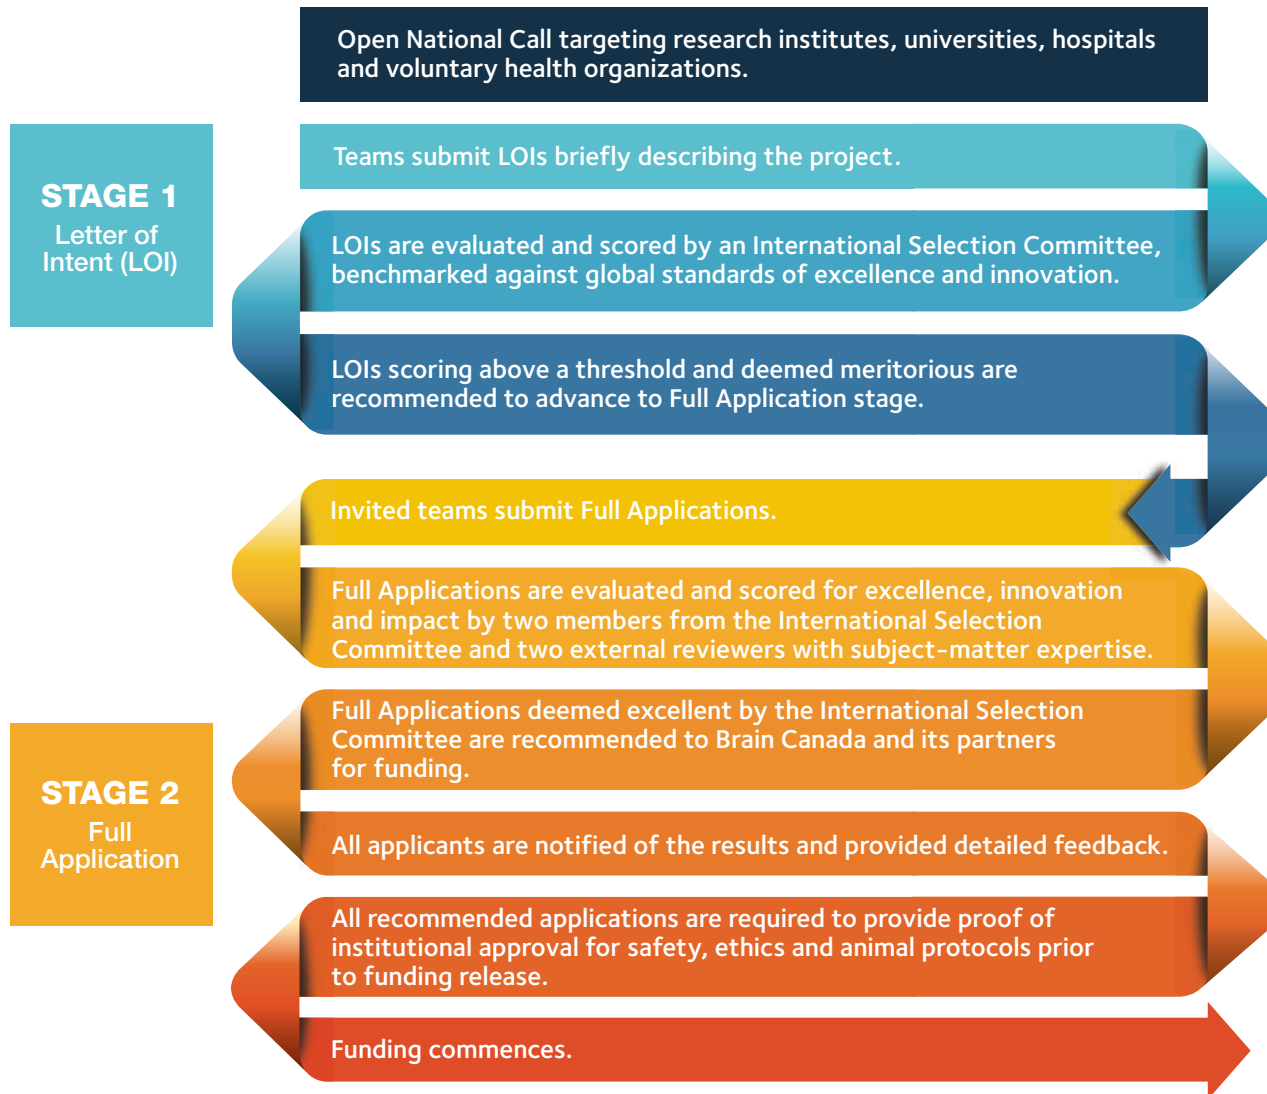 Open National Call targeting research institutes, universities, hospitals
and voluntary health organizations.
STAGE 1
Letter of
Intent (LOI)
Teams submit LOIs briefly describing the project.
LOIs are evaluated and scored by an International Selection Committee,
benchmarked against global standards of excellence and innovation.
LOIs scoring above a threshold and deemed meritorious are
recommended to advance to Full Application stage.
STAGE 2
Full
Application
Invited teams submit Full Applications.
Full Applications are evaluated and scored for excellence, innovation
and impact by two members from the International Selection
Committee and two external reviewers with subject-matter expertise.
Full Applications deemed excellent by the International Selection
Committee are recommended to Brain Canada and its partners
for funding.
All applicants are notified of the results and provided detailed feedback.
All recommended applications are required to provide proof of
institutional approval for safety, ethics and animal protocols prior
to funding release.
Funding commences.